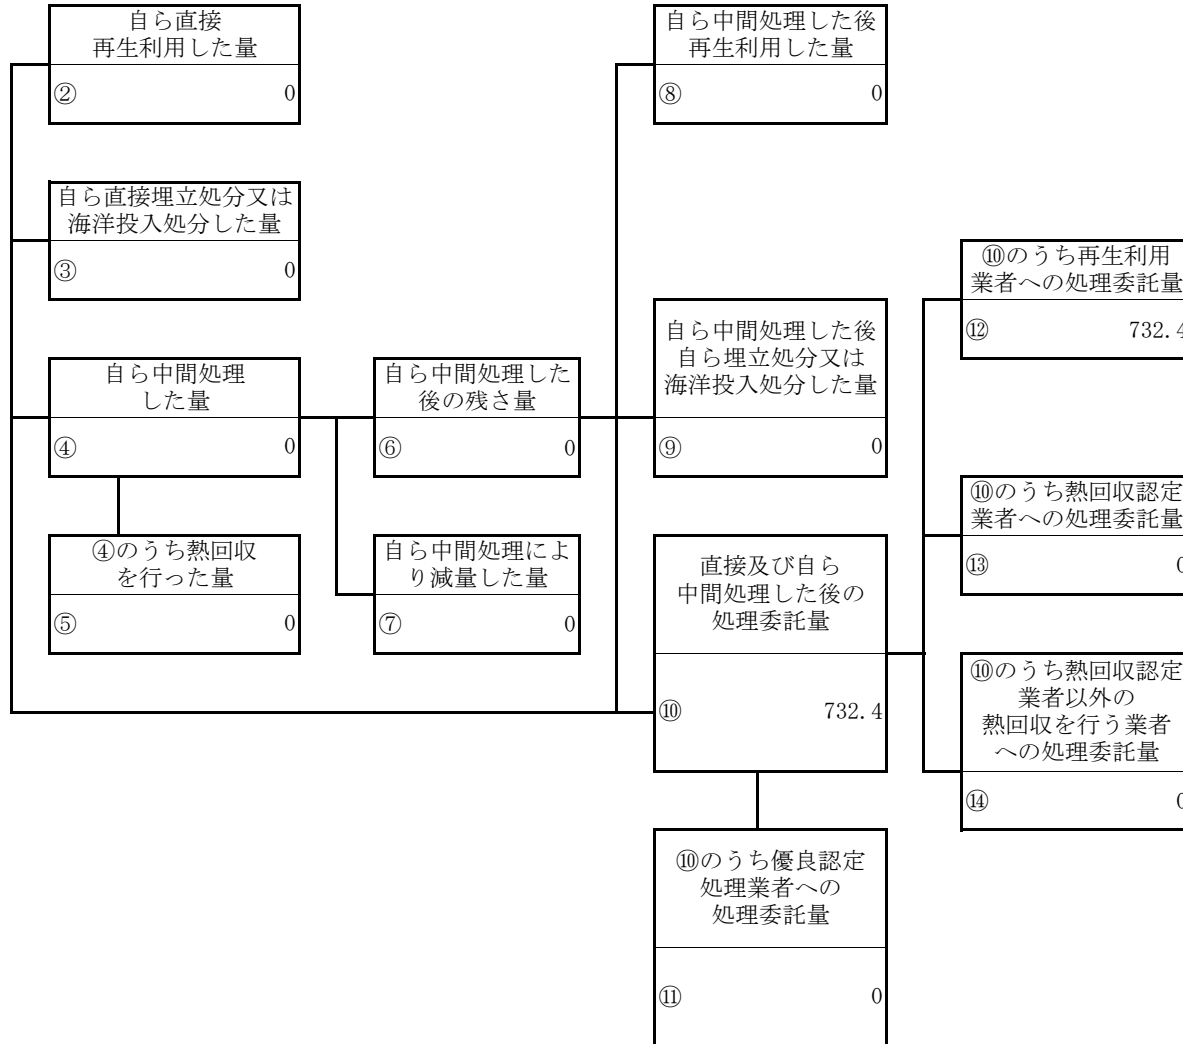 自ら直接
再生利用した量
② 0
自ら直接埋立処分又は
海洋投入処分した量
③ 0
自ら中間処理
した量
④ 0
④のうち熱回収
を行った量
⑤ 0
自ら中間処理した
後の残さ量
⑥ 0
自ら中間処理によ
り減量した量
⑦ 0
自ら中間処理した後
再生利用した量
⑧ 0
自ら中間処理した後
自ら埋立処分又は
海洋投入処分した量
⑨ 0
直接及び自ら
中間処理した後の
処理委託量
⑩ 732.4
⑩のうち優良認定
処理業者への
処理委託量
⑪ 0
⑩のうち再生利用
業者への処理委託量
⑫ 732.4
⑩のうち熱回収認定
業者への処理委託量
⑬ 0
⑩のうち熱回収認定
業者以外の
熱回収を行う業者
への処理委託量
⑭ 0